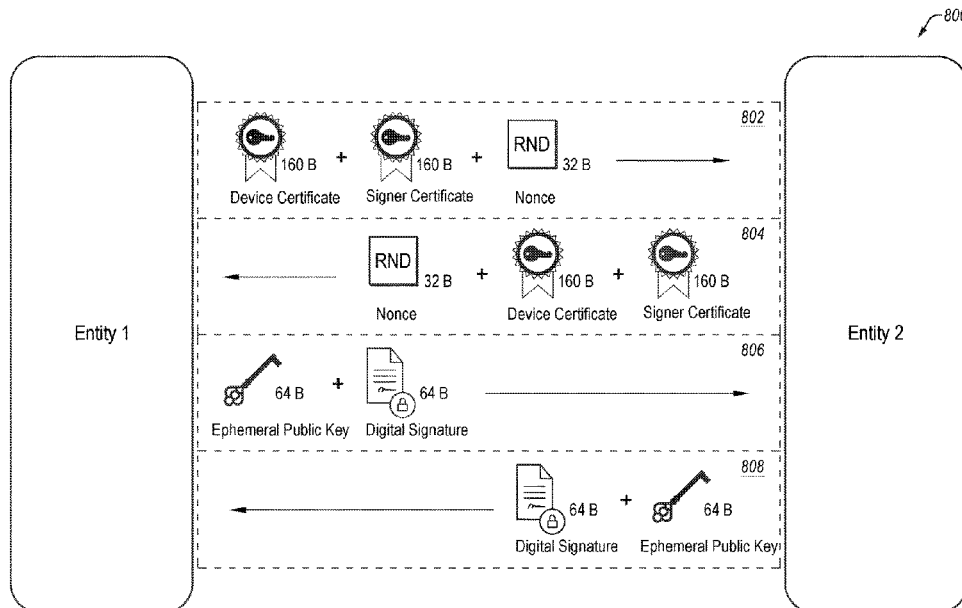 800
802
RND
160 B + 160 B + 32 B
Device Certificate Signer Certificate Nonce
804
RND
32 B + 160 B + 160 B
Nonce Device Certificate Signer Certificate
Entity 1
Entity 2
806
+
64 B 64 B
Ephemeral Public Key Digital Signature
808
+
64 B 64 B
Digital Signature Ephemeral Public Key